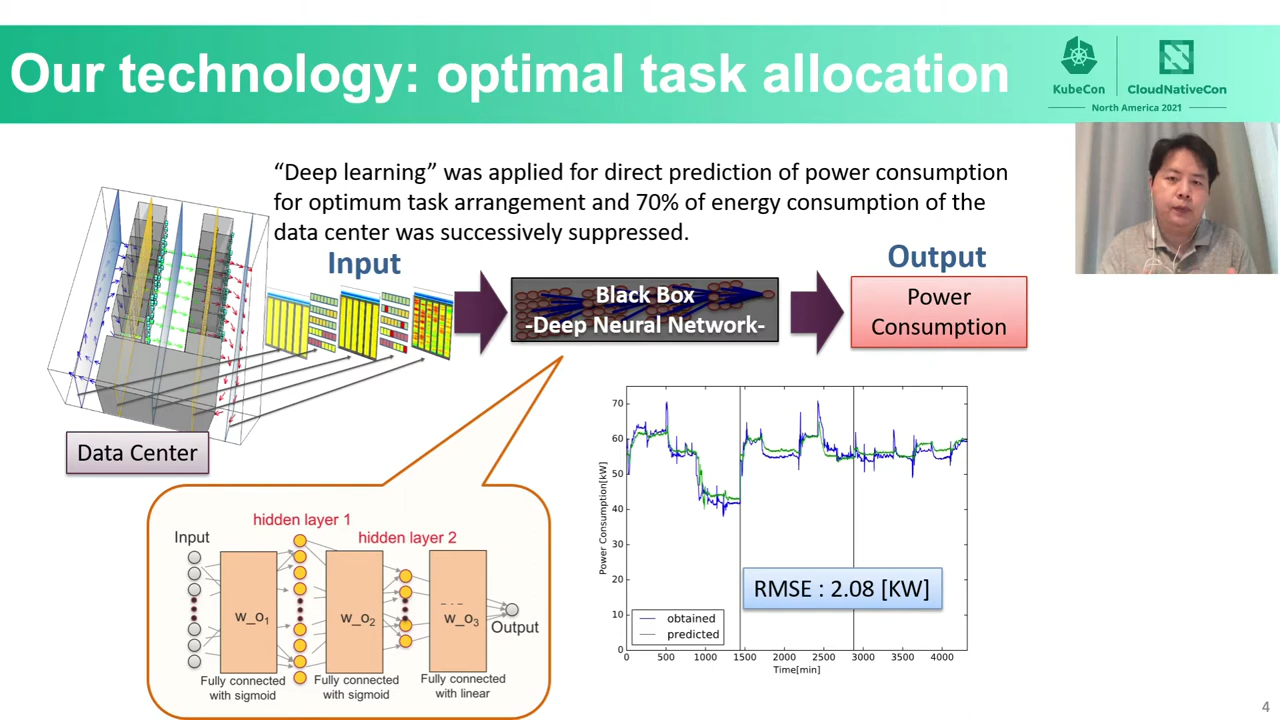 Our technology: optimal task allocation
KubeCon
CloudNativeCon
North America 2021
“Deep learning” was applied for direct prediction of power consumption
for optimum task arrangement and 70% of energy consumption of the
data center was successively suppressed.
Input
Output
Black Box
-Deep Neural Network-
Power
Consumption
Data Center
hidden layer 1
Input
hidden layer 2
w_o1
w_o2
w_o3
Output
Fully connected
with sigmoid
Fully connected
with sigmoid
Fully connected
with linear
Power Consumption[kW]
70
60
50
40
30
20
10
0
RMSE : 2.08 [KW]
obtained
predicted
0 500 1000 1500 2000 2500 3000 3500 4000
Time[min]
4